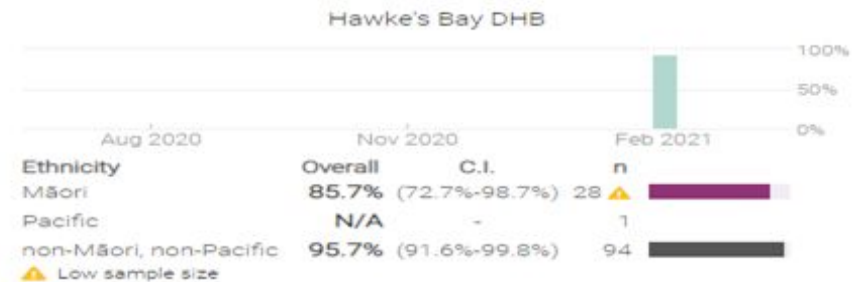 Hawke's Bay DHB
100%
50%
0%
Aug 2020 Nov 2020 Feb 2021
Ethnicity Overall C.I. n
Māori 85.7% (72.7%-98.7%) 28
Pacific N/A - 1
non-Māori, non-Pacific 95.7% (91.6%-99.8%) 94
Low sample size